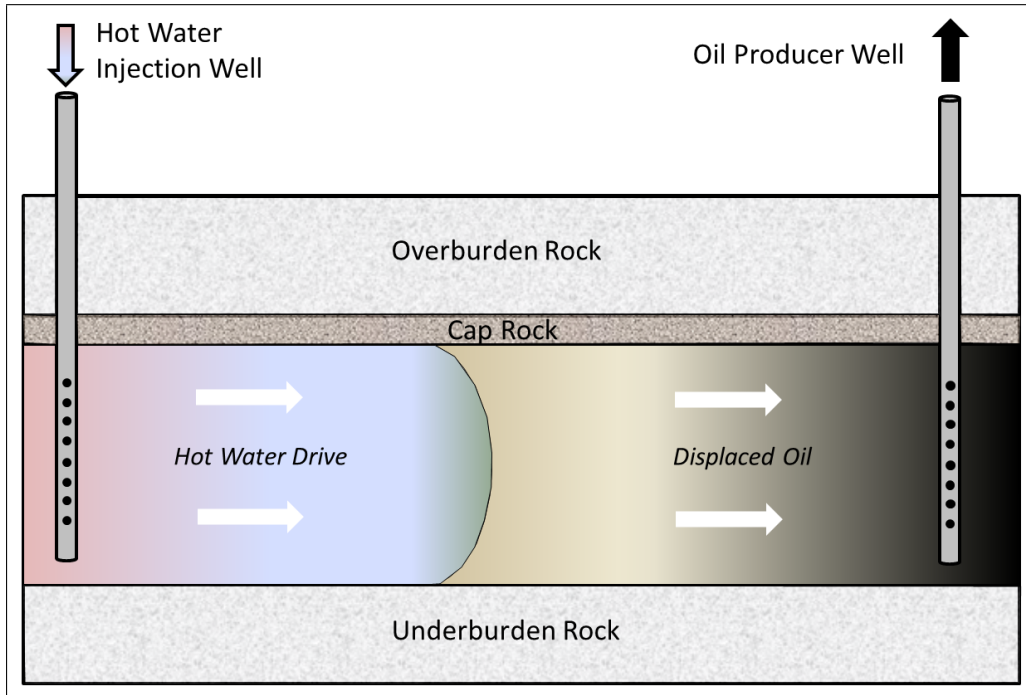 Hot Water
Injection Well
Oil Producer Well
Overburden Rock
Cap Rock
Hot Water Drive
Displaced Oil
Underburden Rock